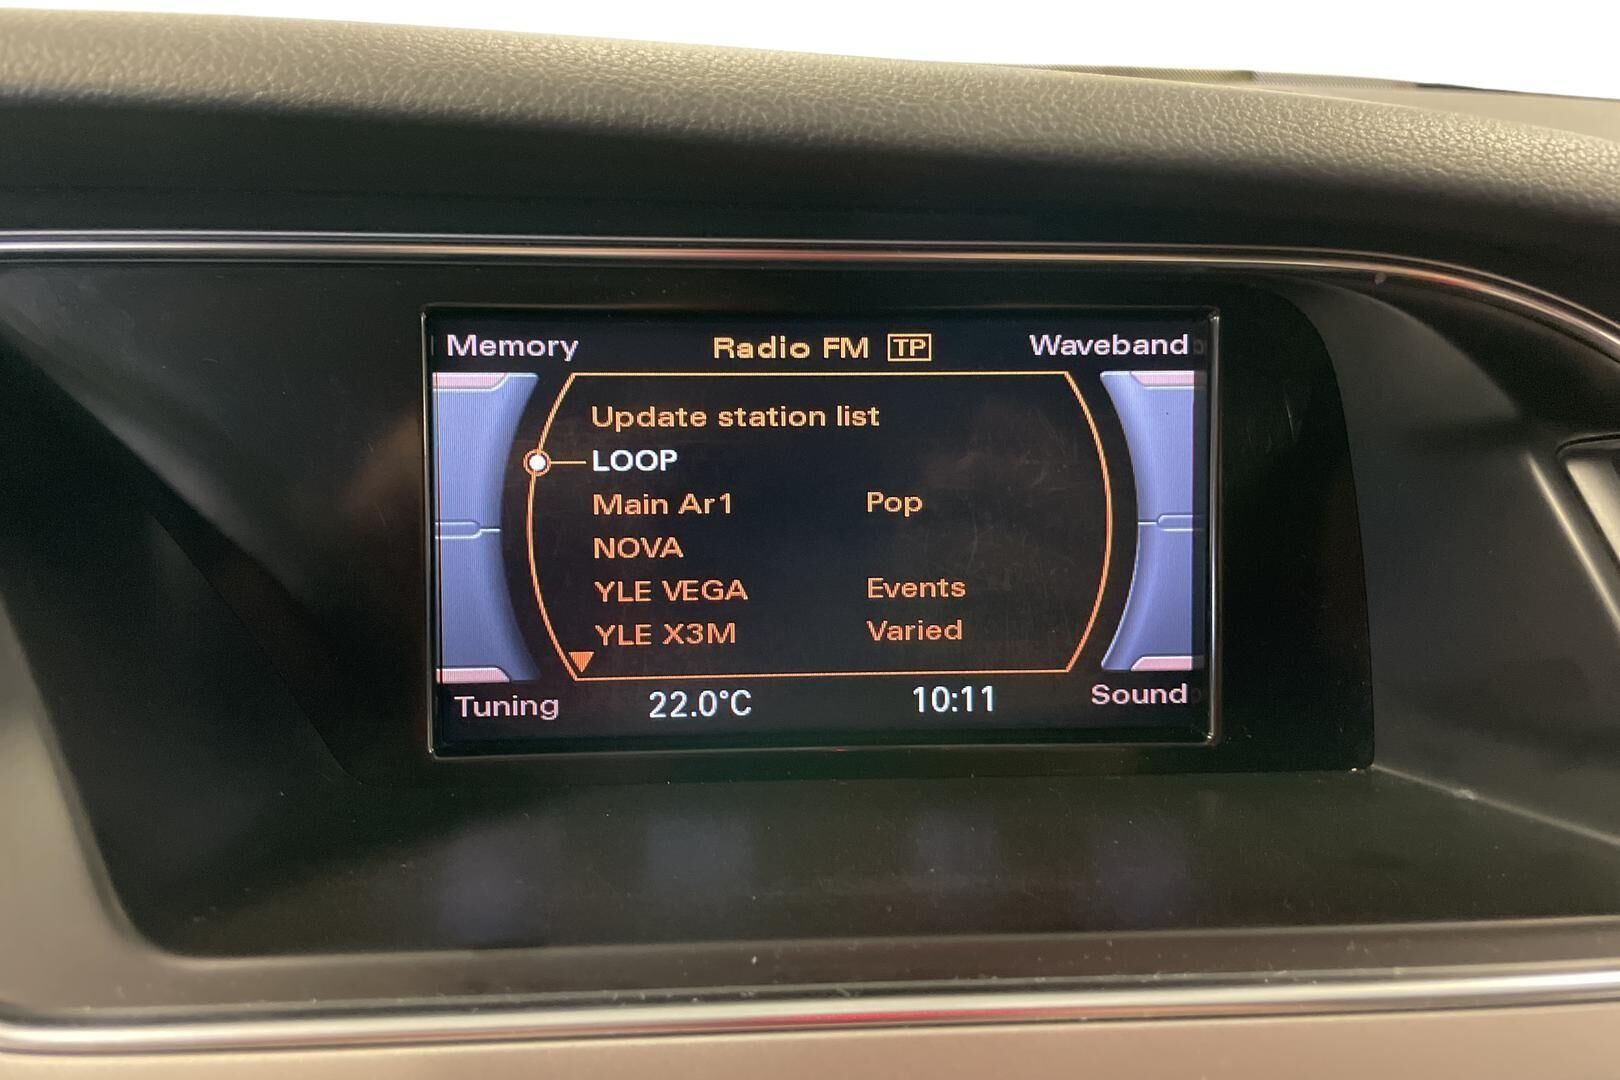 Memory Radio FM TP Waveband
Update station list
LOOP
Main Ar1 Pop
NOVA
YLE VEGA Events
YLE X3M Varied
Tuning 22.0°C 10:11 Sound